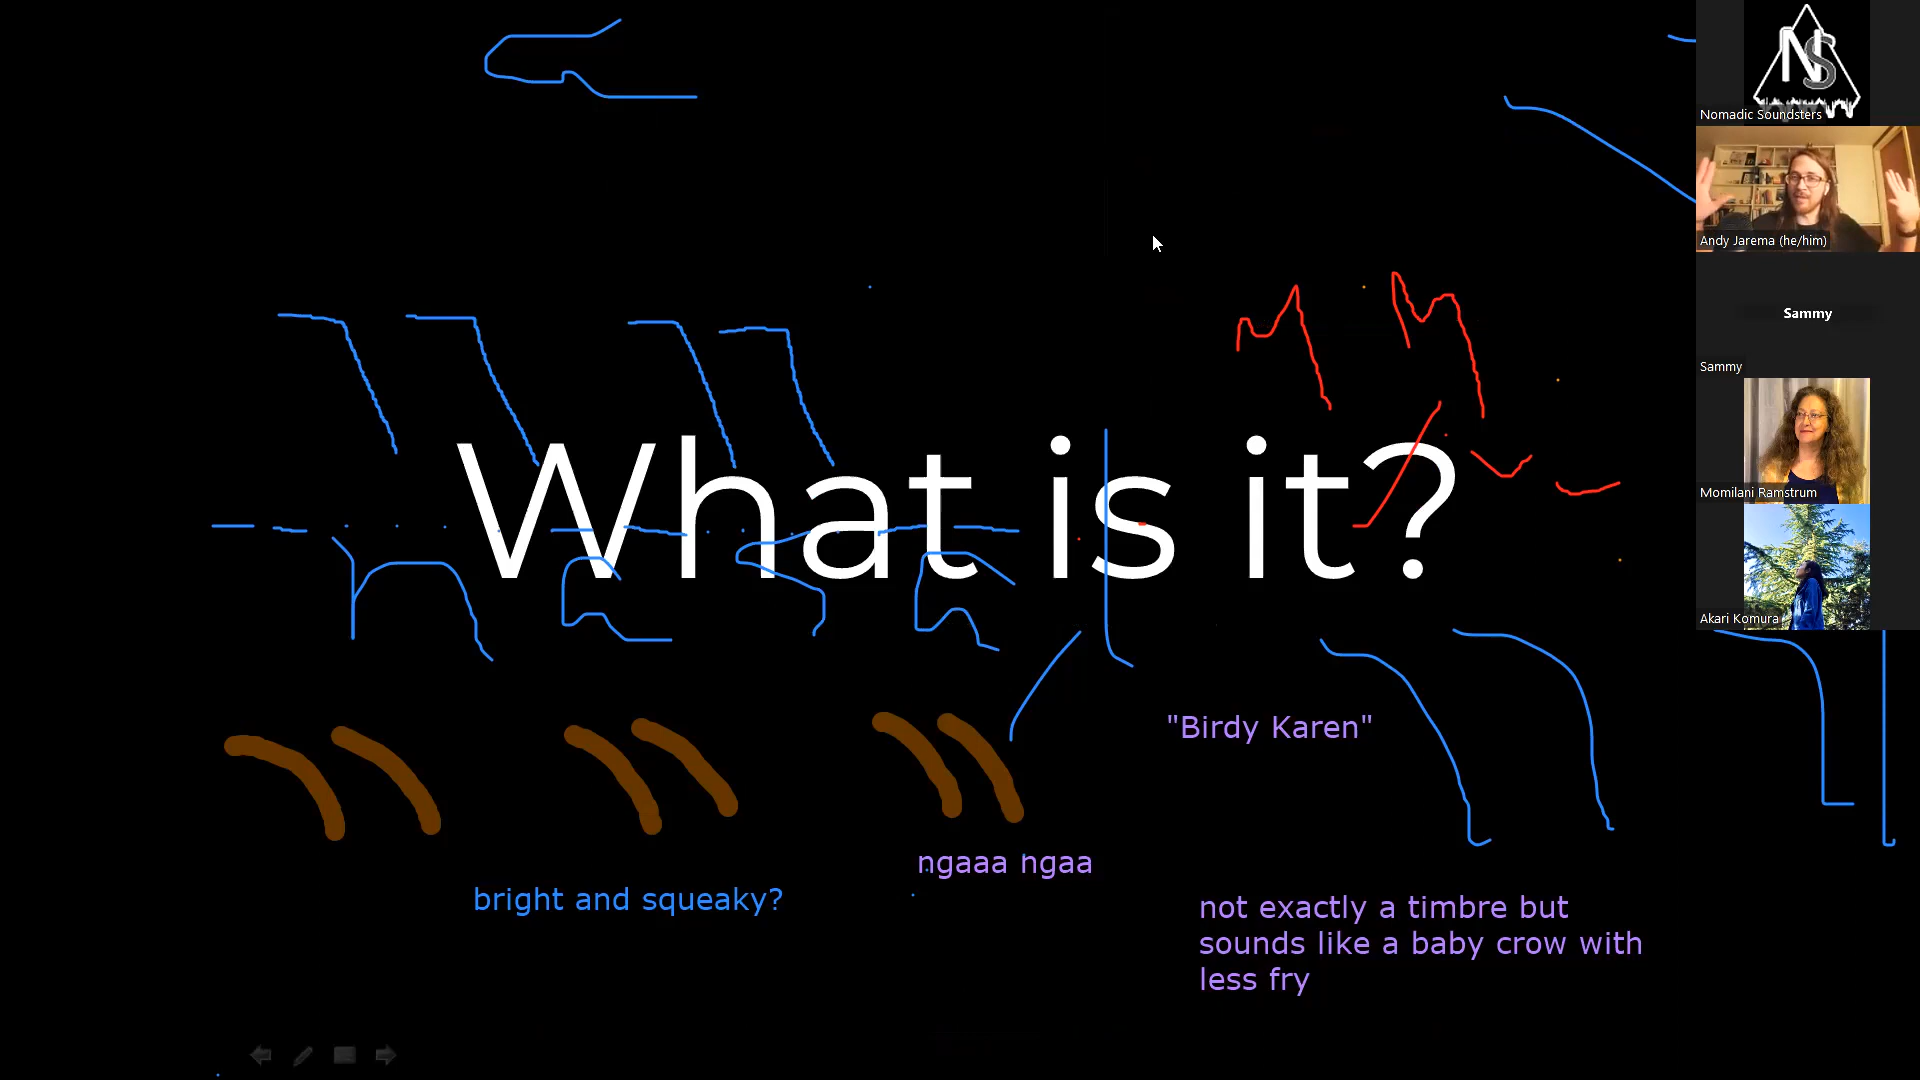 NS
Nomadic Soundsters
Andy Jarema (he/him)
Sammy
Sammy
Momilani Ramstrum
Akari Komura
What is it?
"Birdy Karen"
ngaaa ngaa
bright and squeaky?
not exactly a timbre but
sounds like a baby crow with
less fry